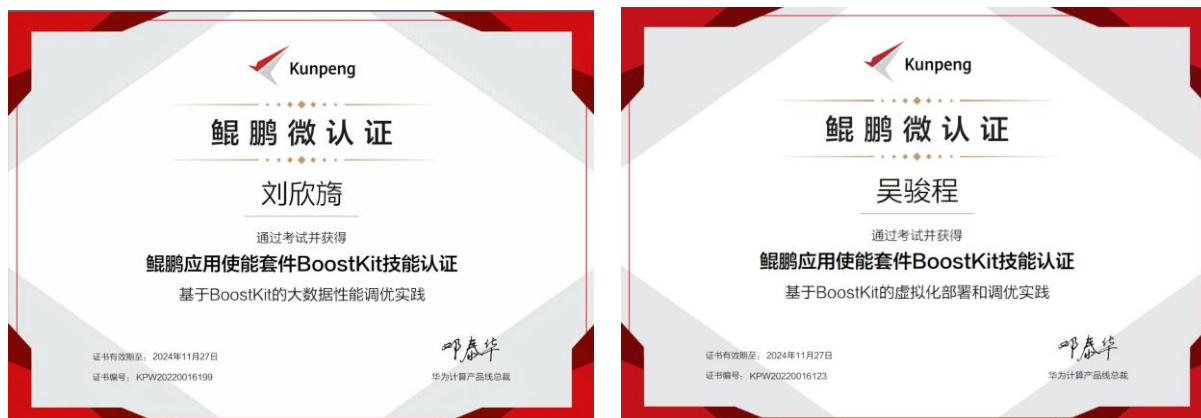 Kunpeng
鲲鹏微认证
刘欣旖
通过考试并获得
鲲鹏应用使能套件BoostKit技能认证
基于BoostKit的大数据性能调优实践
证书有效期至：2024年11月27日
证书编号：KPW20220016199
邓泰华
华为计算产品线总裁
Kunpeng
鲲鹏微认证
吴骏程
通过考试并获得
鲲鹏应用使能套件BoostKit技能认证
基于BoostKit的虚拟化部署和调优实践
证书有效期至：2024年11月27日
证书编号：KPW20220016123
邓泰华
华为计算产品线总裁